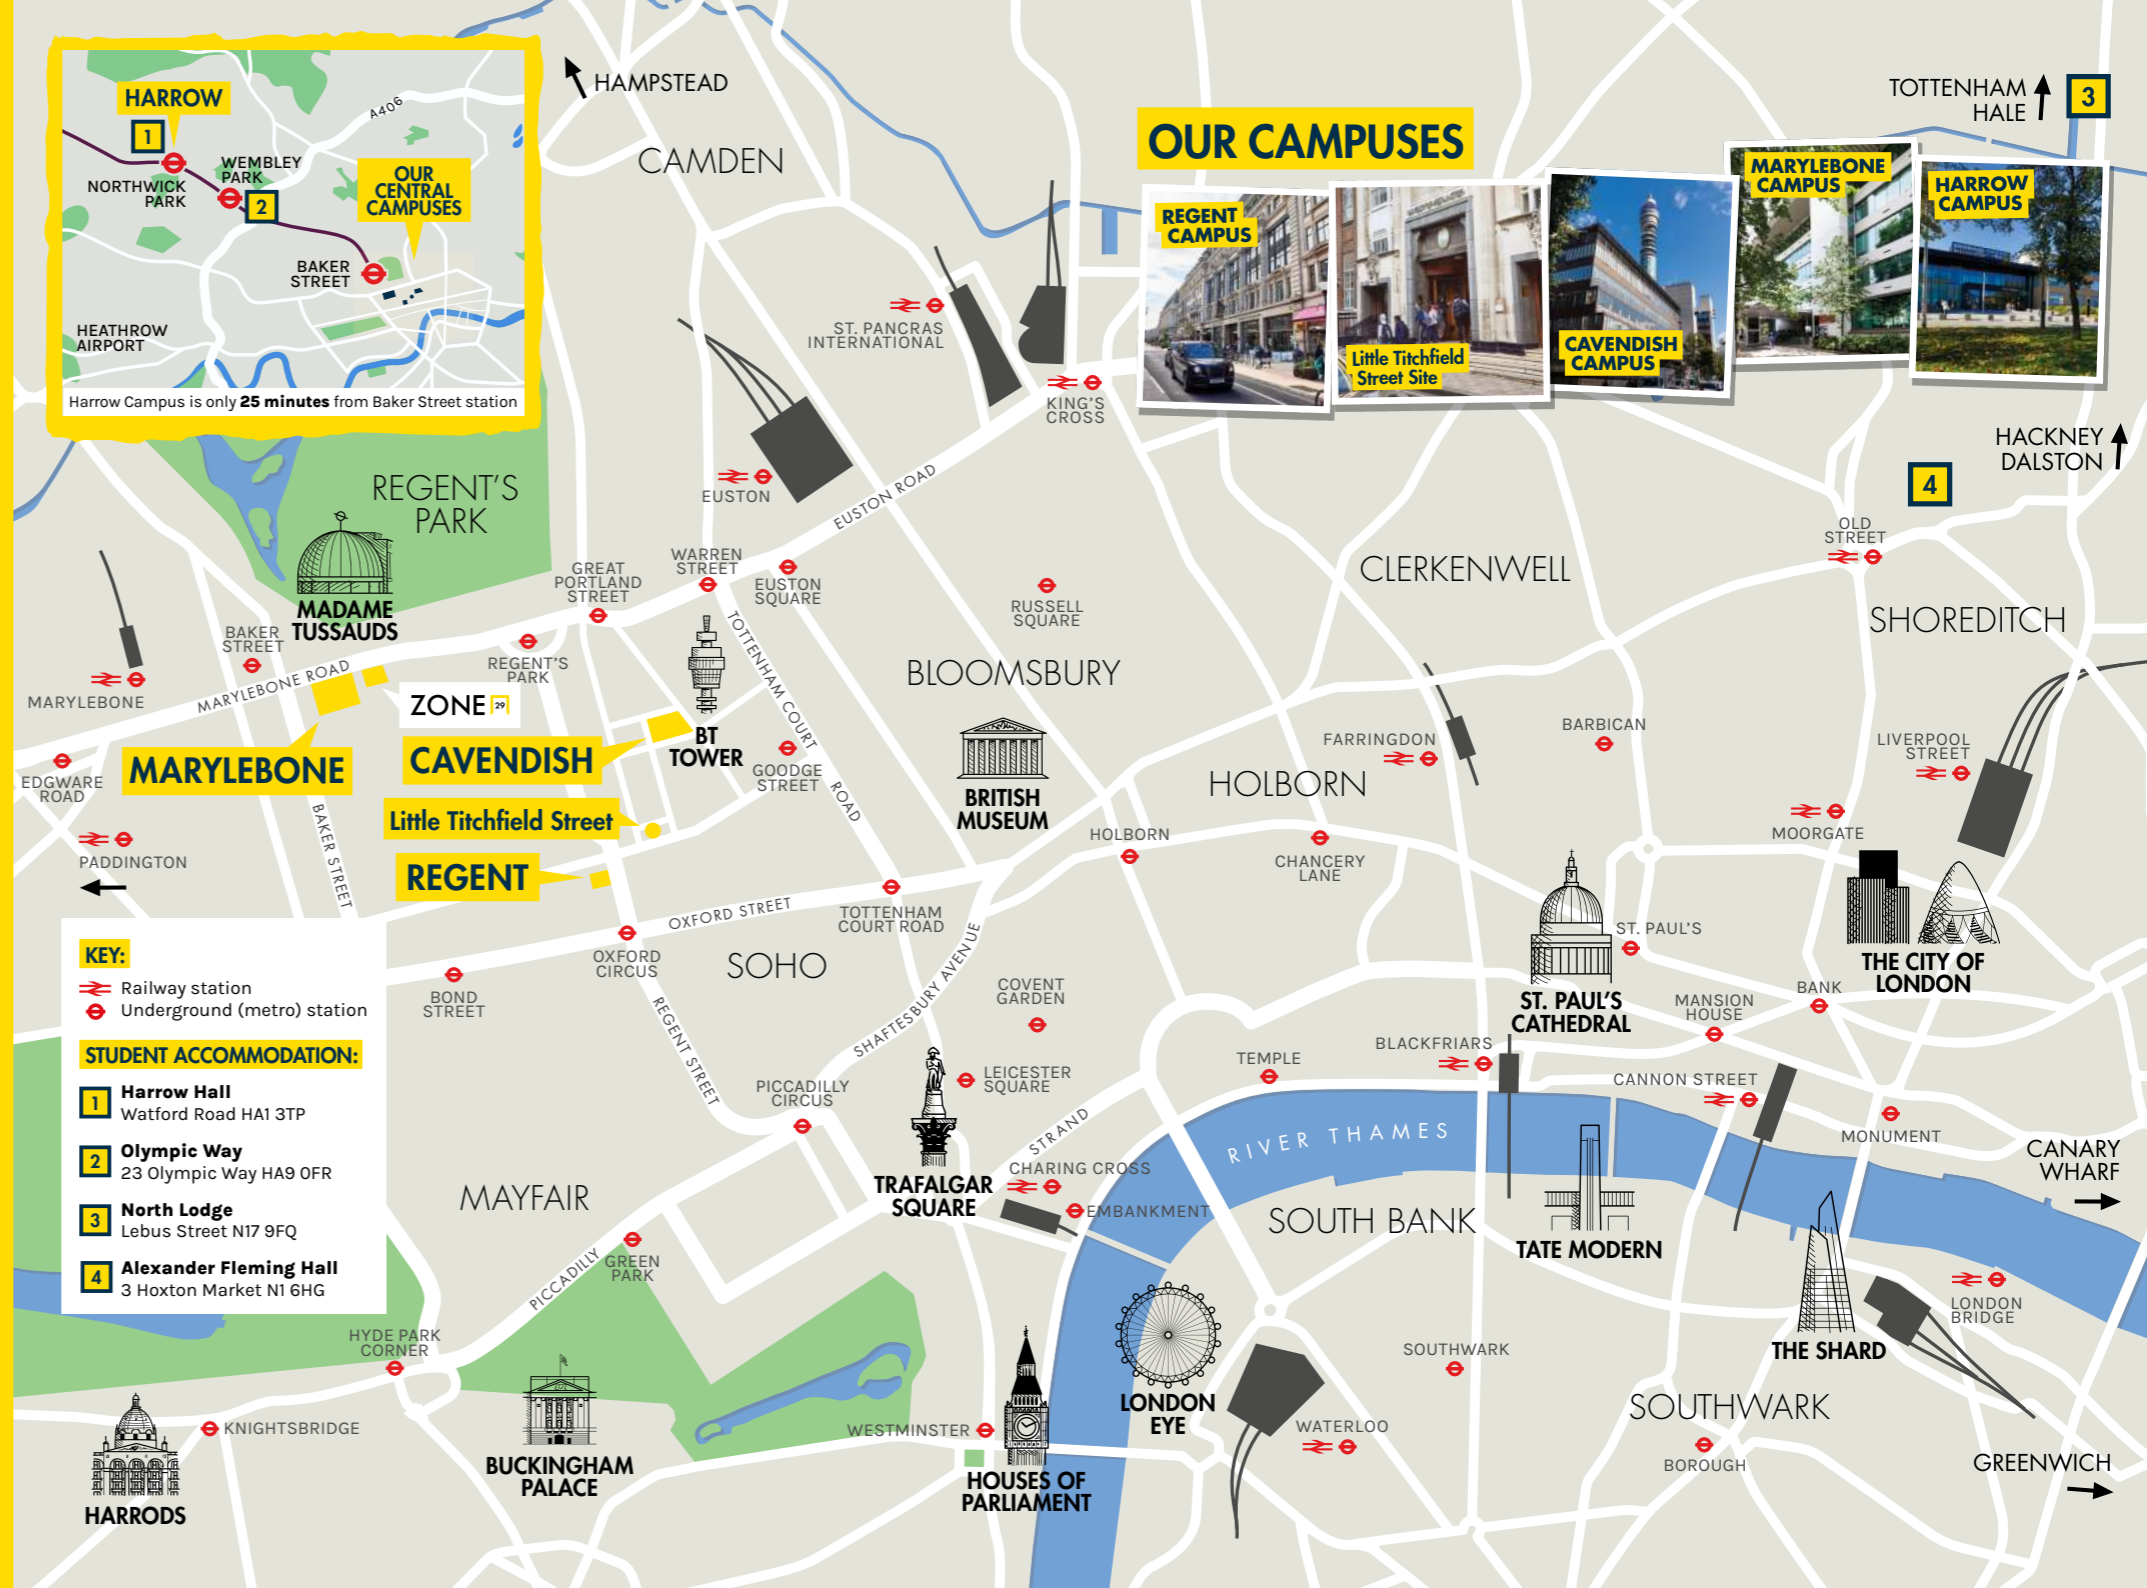 HARROW
1
A406
WEMBLEY
PARK
NORTHWICK
PARK
2
OUR
CENTRAL
CAMPUSES
BAKER
STREET
HEATHROW
AIRPORT
Harrow Campus is only 25 minutes from Baker Street station
HAMPSTEAD
CAMDEN
OUR CAMPUSES
TOTTENHAM
HALE
3
REGENT
CAMPUS
Little Titchfield
Street Site
CAVENDISH
CAMPUS
MARYLEBONE
CAMPUS
HARROW
CAMPUS
ST. PANCRAS
INTERNATIONAL
KING'S
CROSS
HACKNEY
DALSTON
4
REGENT'S
PARK
EUSTON
EUSTON ROAD
OLD
STREET
MADAME
TUSSAUDS
GREAT
PORTLAND
STREET
WARREN
STREET
EUSTON
SQUARE
RUSSELL
SQUARE
CLERKENWELL
SHOREDITCH
BAKER
STREET
MARYLEBONE
MARYLEBONE ROAD
REGENT'S
PARK
TOTTENHAM COURT ROAD
BLOOMSBURY
ZONE 29
MARYLEBONE
CAVENDISH
BT
TOWER
GOODGE
STREET
BRITISH
MUSEUM
HOLBORN
FARRINGDON
BARBICAN
LIVERPOOL
STREET
EDGWARE
ROAD
BAKER STREET
Little Titchfield Street
REGENT
PADDINGTON
HOLBORN
CHANCERY
LANE
MOORGATE
OXFORD STREET
TOTTENHAM
COURT ROAD
ST. PAUL'S
OXFORD
CIRCUS
SOHO
SHAFTESBURY AVENUE
COVENT
GARDEN
THE CITY OF
LONDON
BOND
STREET
REGENT STREET
ST. PAUL'S
CATHEDRAL
MANSION
HOUSE
BANK
KEY:
Railway station
Underground (metro) station
STUDENT ACCOMMODATION:
1
Harrow Hall
Watford Road HA1 3TP
2
Olympic Way
23 Olympic Way HA9 0FR
3
North Lodge
Lebus Street N17 9FQ
4
Alexander Fleming Hall
3 Hoxton Market N1 6HG
PICCADILLY
CIRCUS
LEICESTER
SQUARE
TEMPLE
BLACKFRIARS
CANNON STREET
MONUMENT
STRAND
RIVER THAMES
CANARY
WHARF
MAYFAIR
TRAFALGAR
SQUARE
CHARING CROSS
EMBANKMENT
SOUTH BANK
TATE MODERN
PICCADILLY
GREEN
PARK
LONDON
BRIDGE
HYDE PARK
CORNER
THE SHARD
SOUTHWARK
LONDON
EYE
SOUTHWARK
KNIGHTSBRIDGE
WESTMINSTER
WATERLOO
BOROUGH
GREENWICH
BUCKINGHAM
PALACE
HOUSES OF
PARLIAMENT
HARRODS